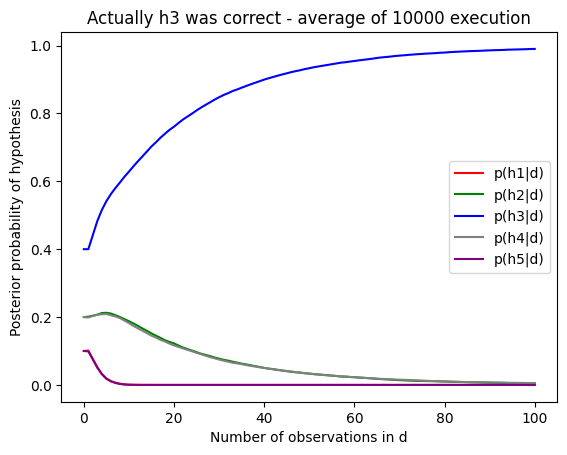 Actually h3 was correct - average of 10000 execution
Posterior probability of hypothesis
1.0
0.8
0.6
0.4
0.2
0.0
p(h1|d)
p(h2|d)
p(h3|d)
p(h4|d)
p(h5|d)
0 20 40 60 80 100
Number of observations in d